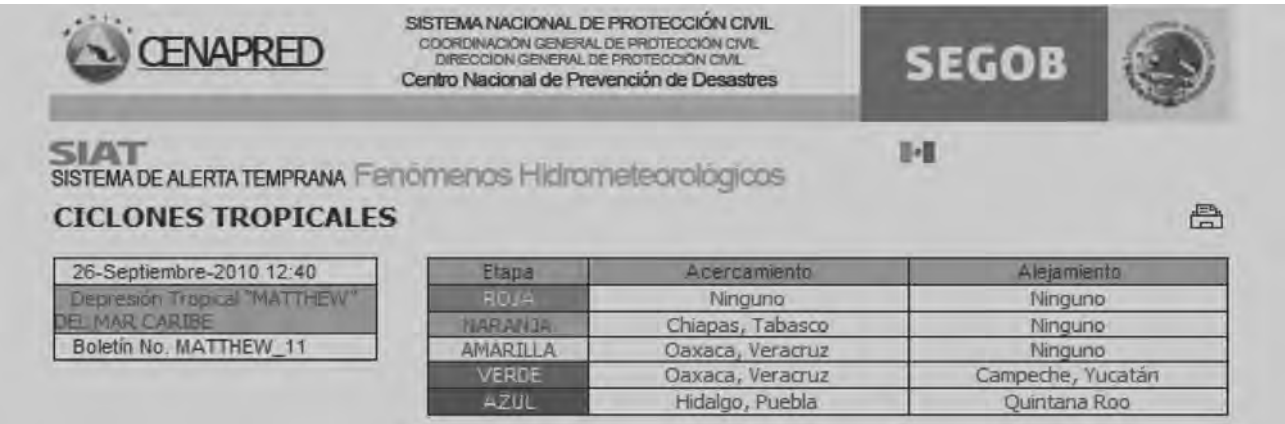 CENAPRED
SISTEMA NACIONAL DE PROTECCIÓN CIVIL
COORDINACIÓN GENERAL DE PROTECCIÓN CIVIL
DIRECCIÓN GENERAL DE PROTECCIÓN CIVIL
Centro Nacional de Prevención de Desastres
SEGOB
SIAT
SISTEMA DE ALERTA TEMPRANA Fenómenos Hidrometeorológicos
CICLONES TROPICALES
26-Septiembre-2010 12:40
Depresión Tropical "MATTHEW"
DEL MAR CARIBE
Boletín No. MATTHEW_11
Etapa Acercamiento Alejamiento
ROJA Ninguno Ninguno
NARANJA Chiapas, Tabasco Ninguno
AMARILLA Oaxaca, Veracruz Ninguno
VERDE Oaxaca, Veracruz Campeche, Yucatán
AZUL Hidalgo, Puebla Quintana Roo